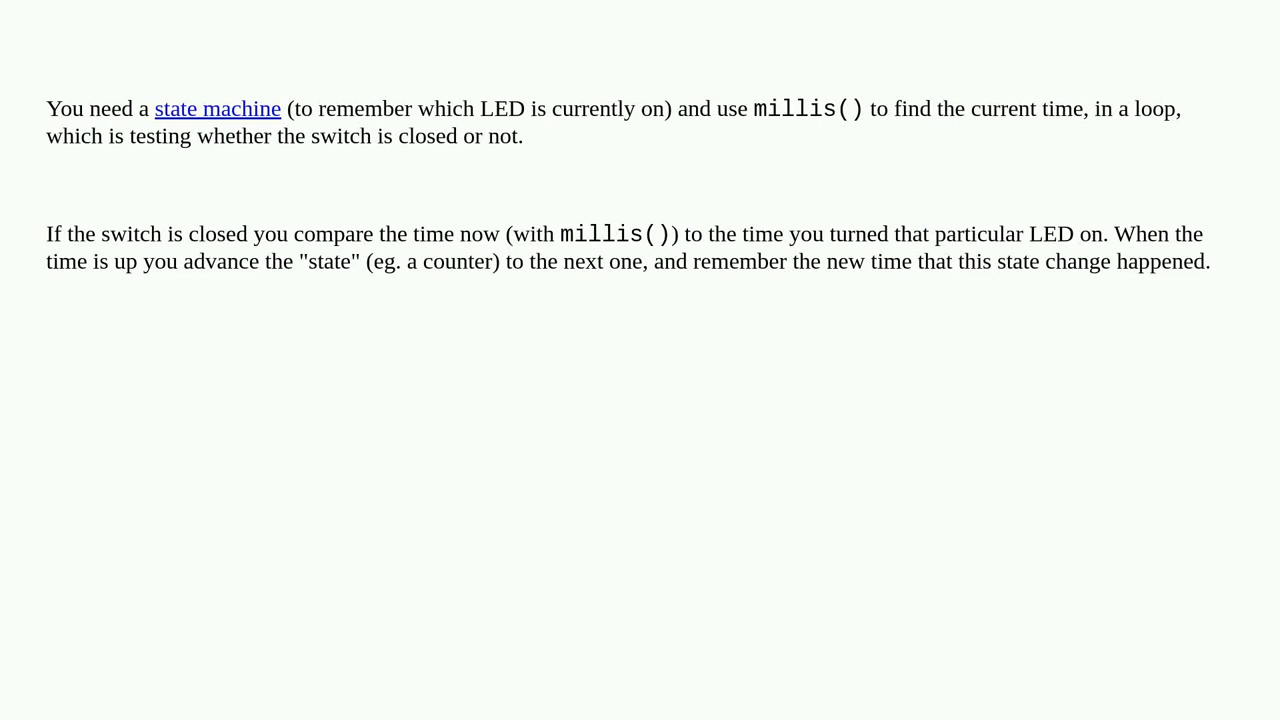 You need a state machine (to remember which LED is currently on) and use millis() to find the current time, in a loop,
which is testing whether the switch is closed or not.
If the switch is closed you compare the time now (with millis()) to the time you turned that particular LED on. When the
time is up you advance the "state" (eg. a counter) to the next one, and remember the new time that this state change happened.